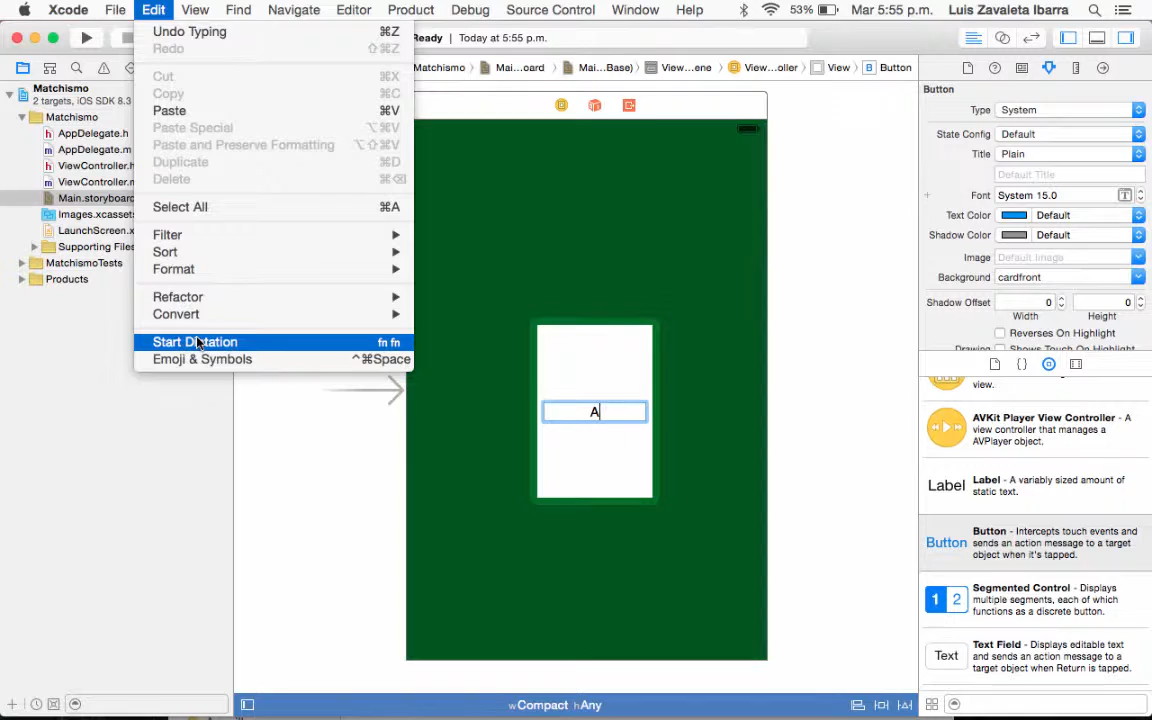 Xcode File Edit View Find Navigate Editor Product Debug Source Control Window Help 53% Mar 5:55 p.m. Luis Zavaleta Ibarra
Ready | Today at 5:55 p.m.
Undo Typing ⌘Z
Redo ⇧⌘Z
Cut ⌘X
Copy ⌘C
Paste ⌘V
Paste Special ⌥⌘V
Paste and Preserve Formatting ⌥⇧⌘V
Duplicate ⌘D
Delete ⌘⌫
Select All ⌘A
Filter
Sort
Format
Refactor
Convert
Start Dictation fn fn
Emoji & Symbols ^⌘Space
Matchismo
2 targets, iOS SDK 8.3
Matchismo
AppDelegate.h
AppDelegate.m
ViewController.h
ViewController.m
Main.storyboard
Images.xcassets
LaunchScreen.x
Supporting Files
MatchismoTests
Products
Matchismo Mai...oard Mai...Base) View...ene View...oller View B Button
A
wCompact hAny
Button
Type System
State Config Default
Title Plain
Default Title
Font System 15.0 T
Text Color Default
Shadow Color Default
Image Default Image
Background cardfront
Shadow Offset 0 0
Width Height
Reverses On Highlight
Drawing Shows Touch On Highlight
view.
AVKit Player View Controller - A
view controller that manages a
AVPlayer object.
Label Label - A variably sized amount of
static text.
Button Button - Intercepts touch events and
sends an action message to a
target object when it's tapped.
1 2 Segmented Control - Displays
multiple segments, each of which
functions as a discrete button.
Text Text Field - Displays editable text
and sends an action message to a
target object when Return is tapped.